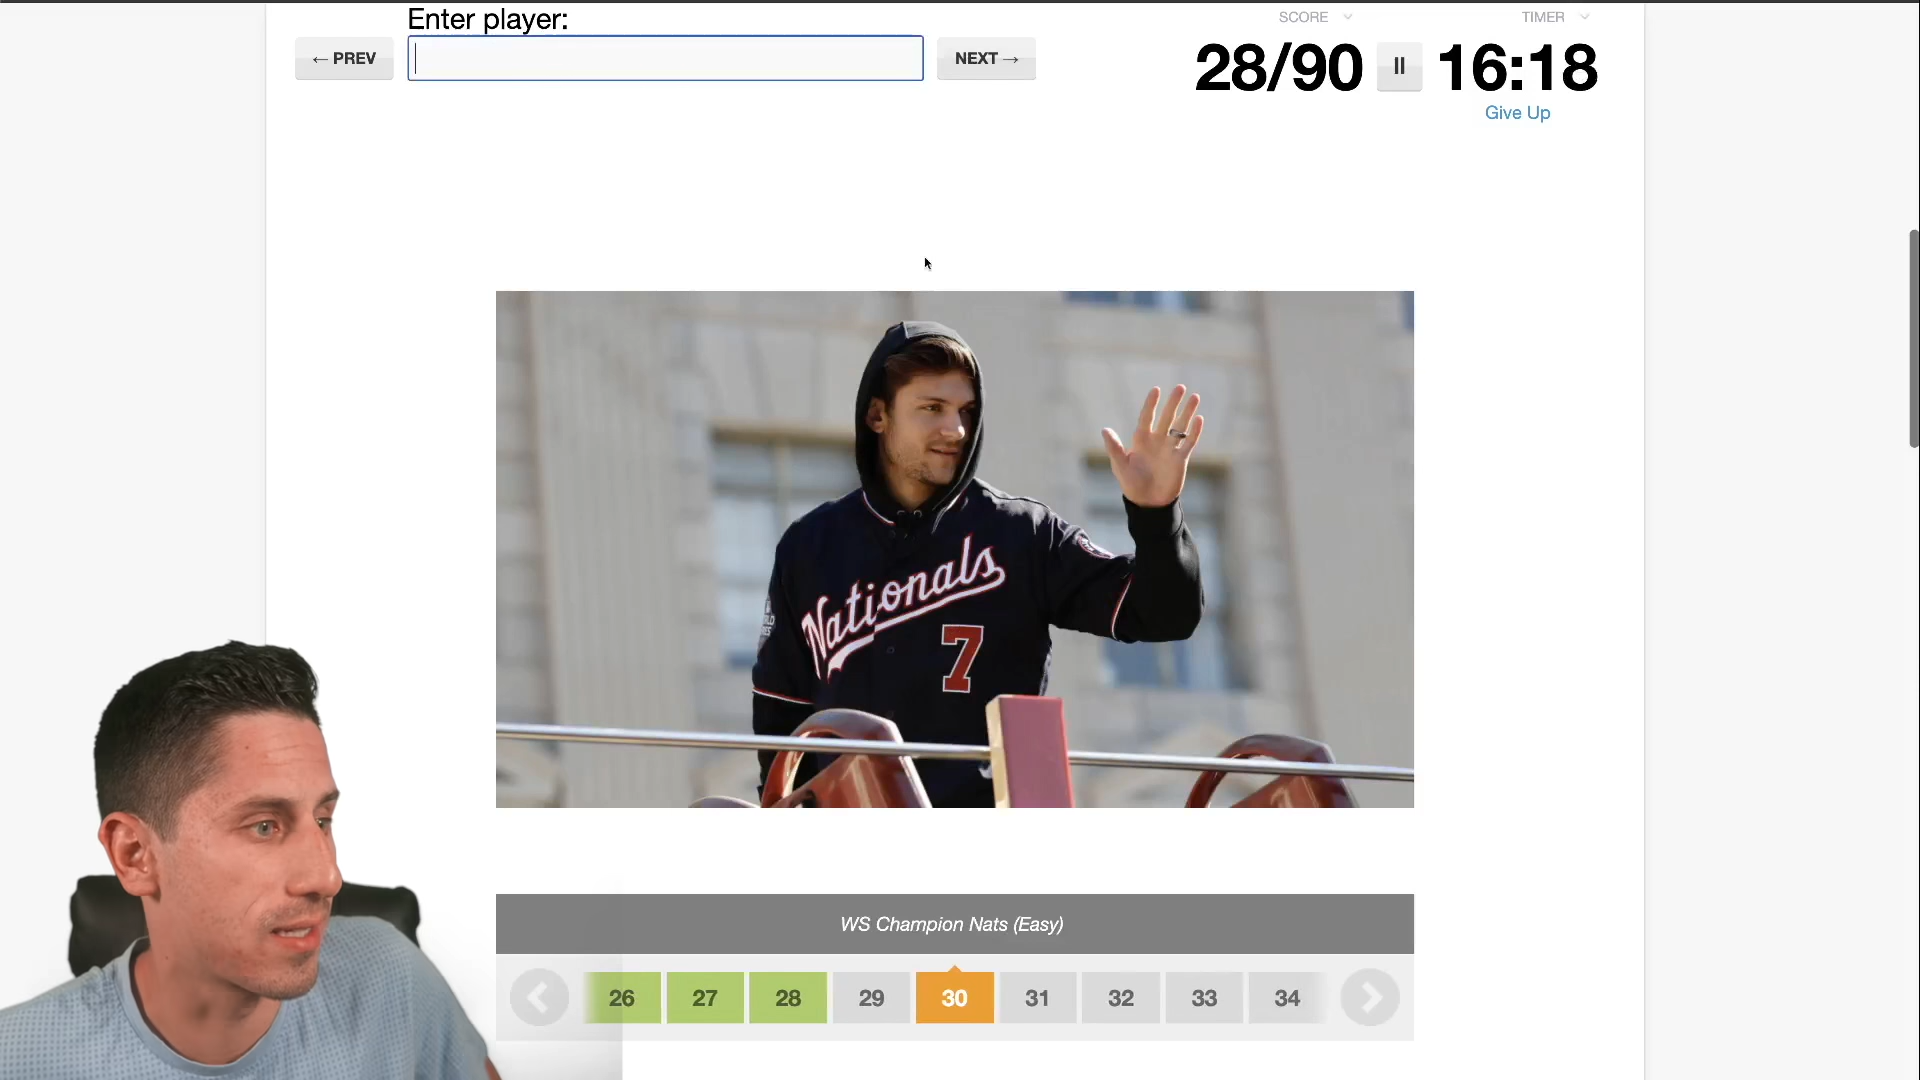 Enter player:
← PREV
NEXT →
SCORE
TIMER
28/90
16:18
Give Up
Nationals
7
WS Champion Nats (Easy)
26
27
28
29
30
31
32
33
34